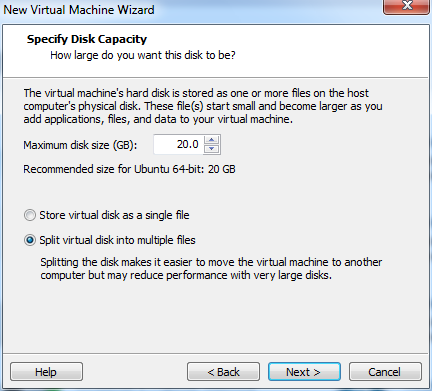 New Virtual Machine Wizard
Specify Disk Capacity
How large do you want this disk to be?
The virtual machine's hard disk is stored as one or more files on the host
computer's physical disk. These file(s) start small and become larger as you
add applications, files, and data to your virtual machine.
Maximum disk size (GB): 20.0
Recommended size for Ubuntu 64-bit: 20 GB
Store virtual disk as a single file
Split virtual disk into multiple files
Splitting the disk makes it easier to move the virtual machine to another
computer but may reduce performance with very large disks.
Help < Back Next > Cancel